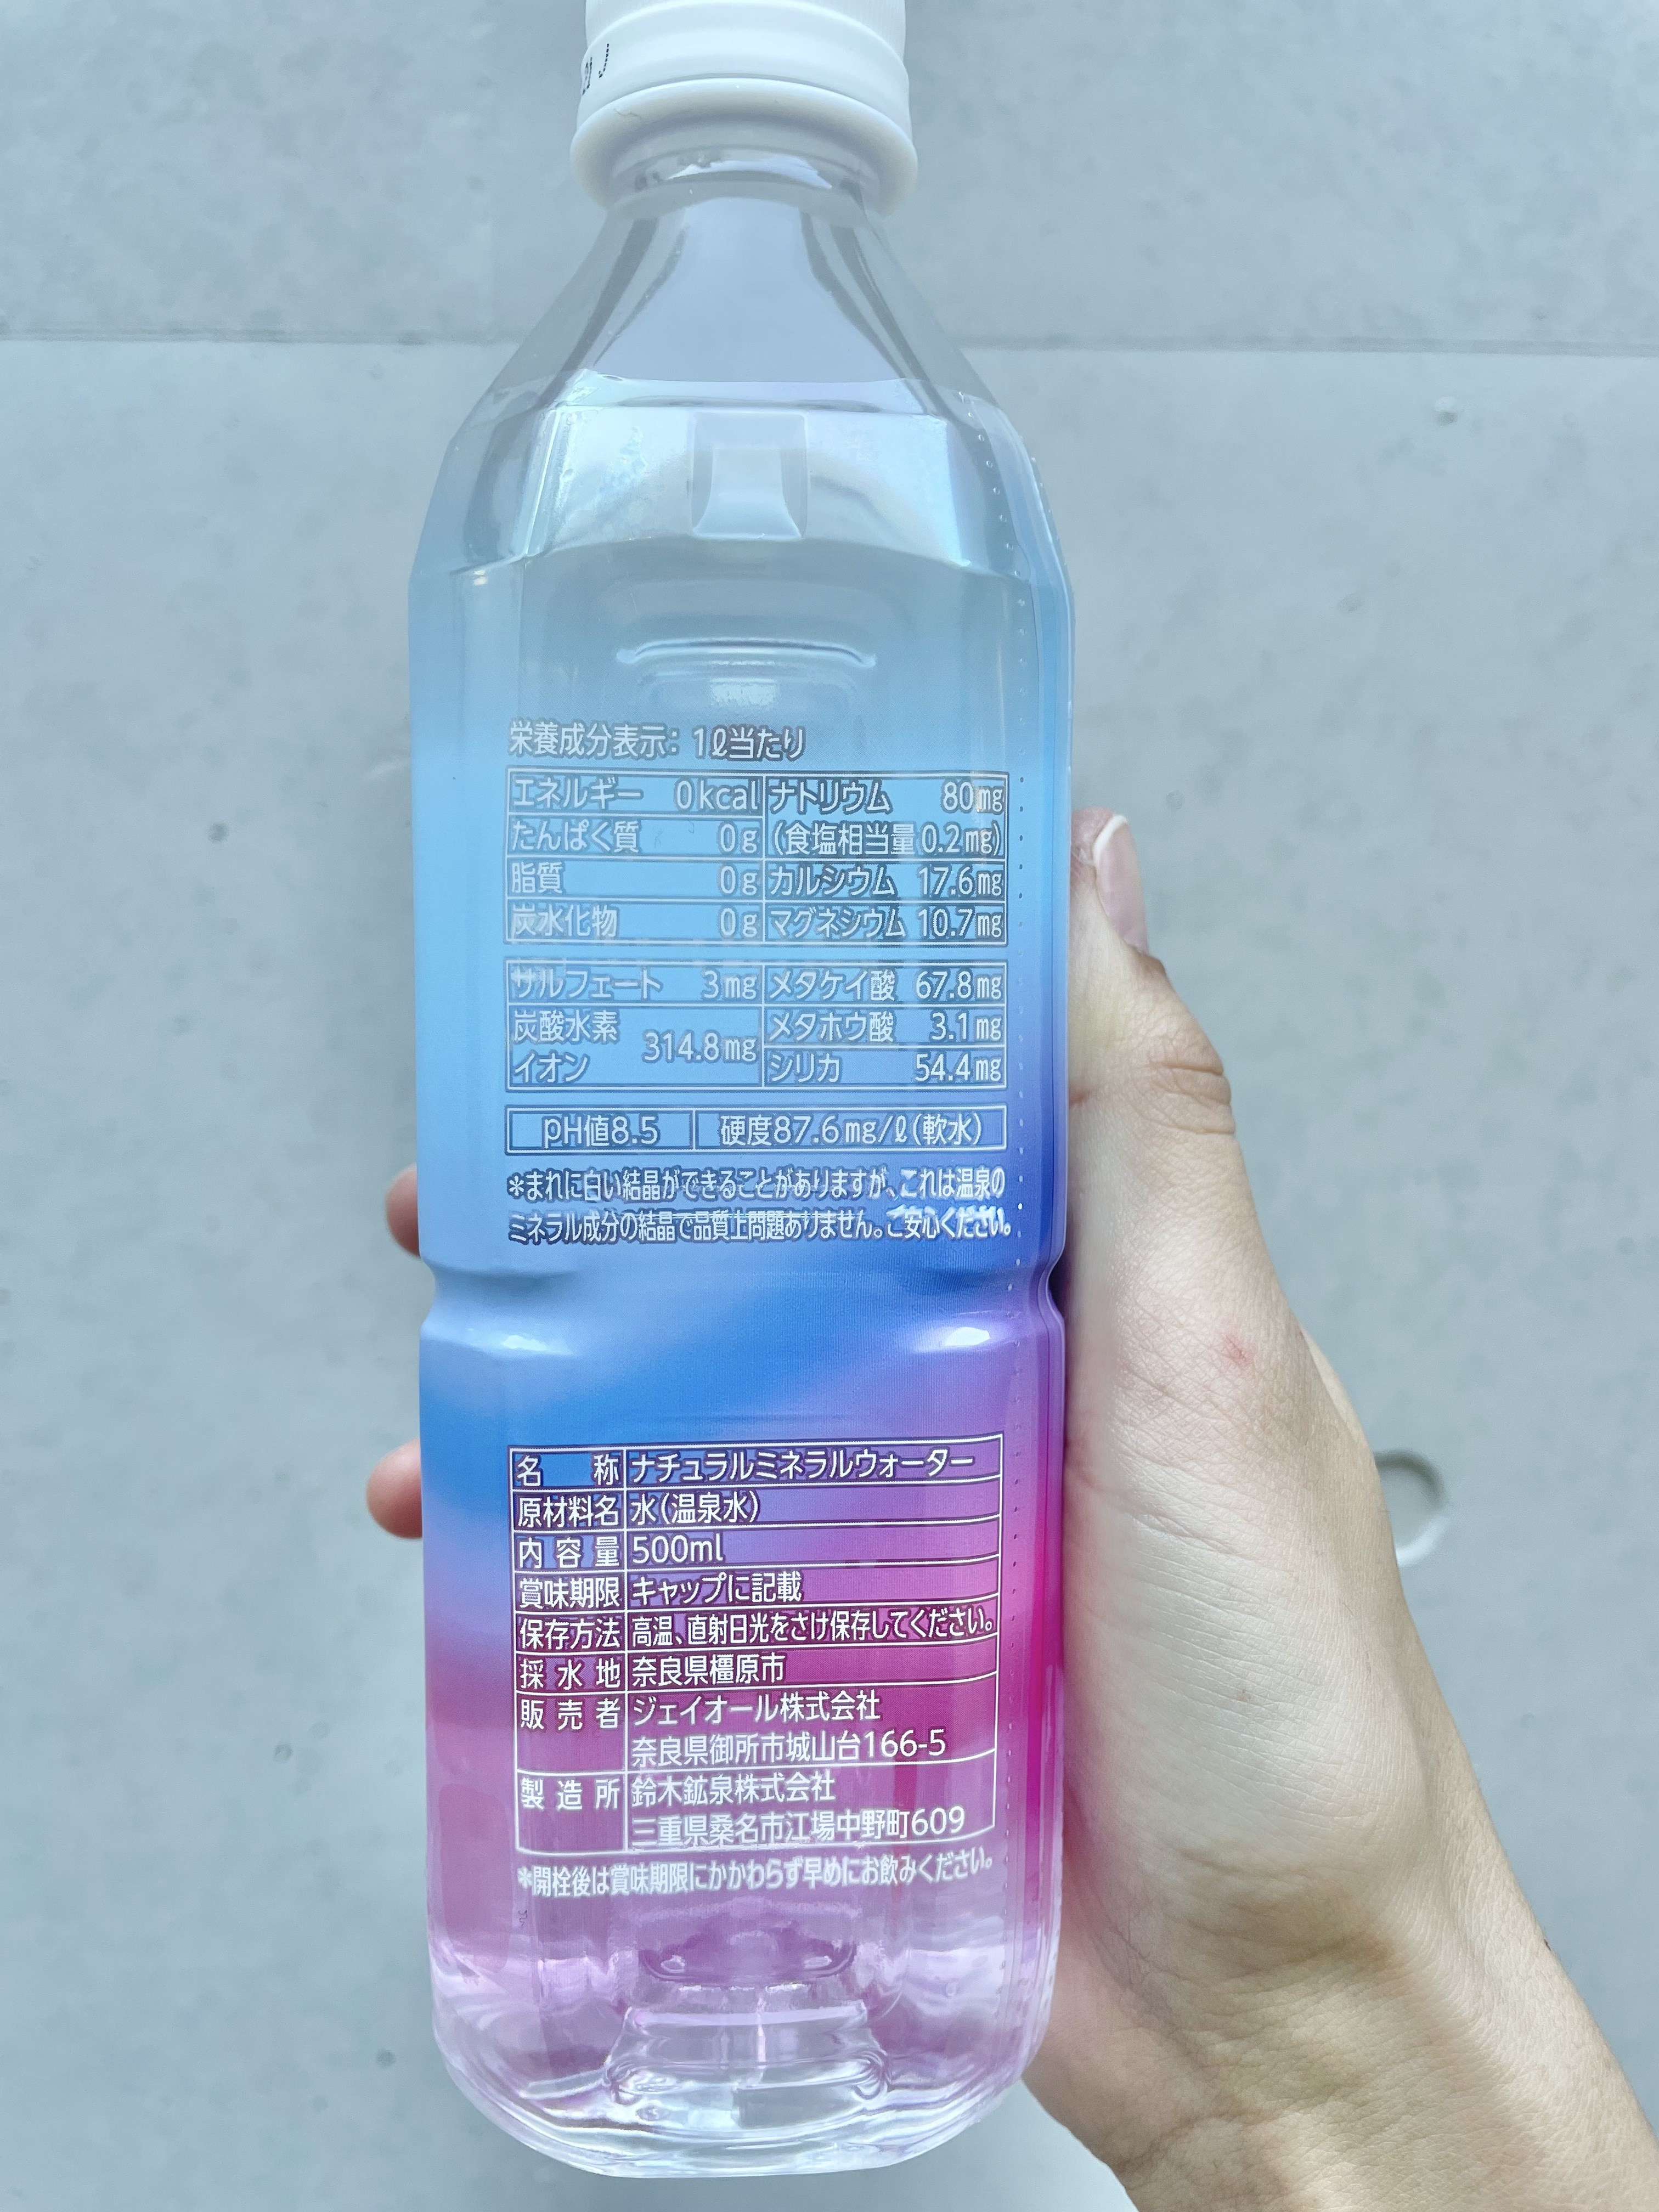 栄養成分表示：1ℓ当たり
エネルギー 0kcal ナトリウム 80mg
たんぱく質 0g (食塩相当量0.2mg)
脂質 0g カルシウム 17.6mg
炭水化物 0g マグネシウム 10.7mg
サルフェート 3mg メタケイ酸 67.8mg
炭酸水素イオン 314.8mg メタホウ酸 3.1mg
シリカ 54.4mg
pH値8.5 硬度87.6mg/ℓ(軟水)
＊まれに白い結晶ができることがありますが、これは温泉の
ミネラル成分の結晶で品質上問題ありません。ご安心ください。
名称 ナチュラルミネラルウォーター
原材料名 水(温泉水)
内容量 500ml
賞味期限 キャップに記載
保存方法 高温、直射日光をさけ保存してください。
採水地 奈良県橿原市
販売者 ジェイオール株式会社
奈良県御所市城山台166-5
製造所 鈴木鉱泉株式会社
三重県桑名市江場中野町609
＊開栓後は賞味期限にかかわらず早めにお飲みください。